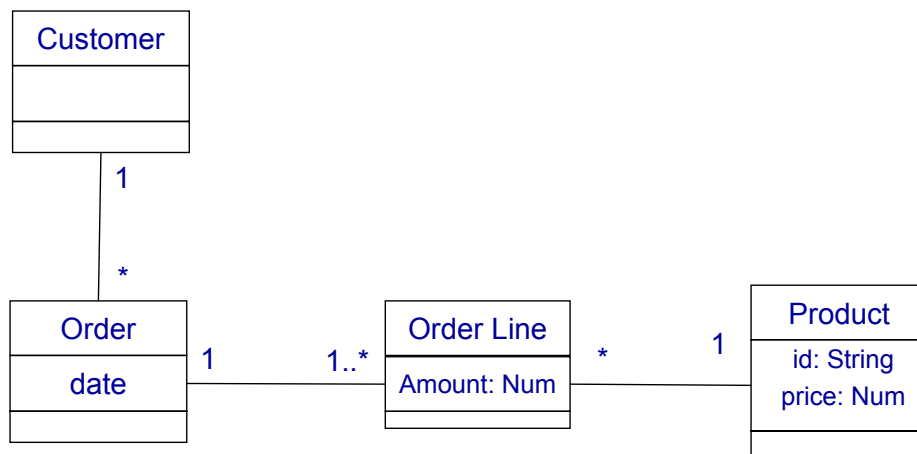 Customer
1
*
Order
date
1
1..*
Order Line
Amount: Num
*
1
Product
id: String
price: Num